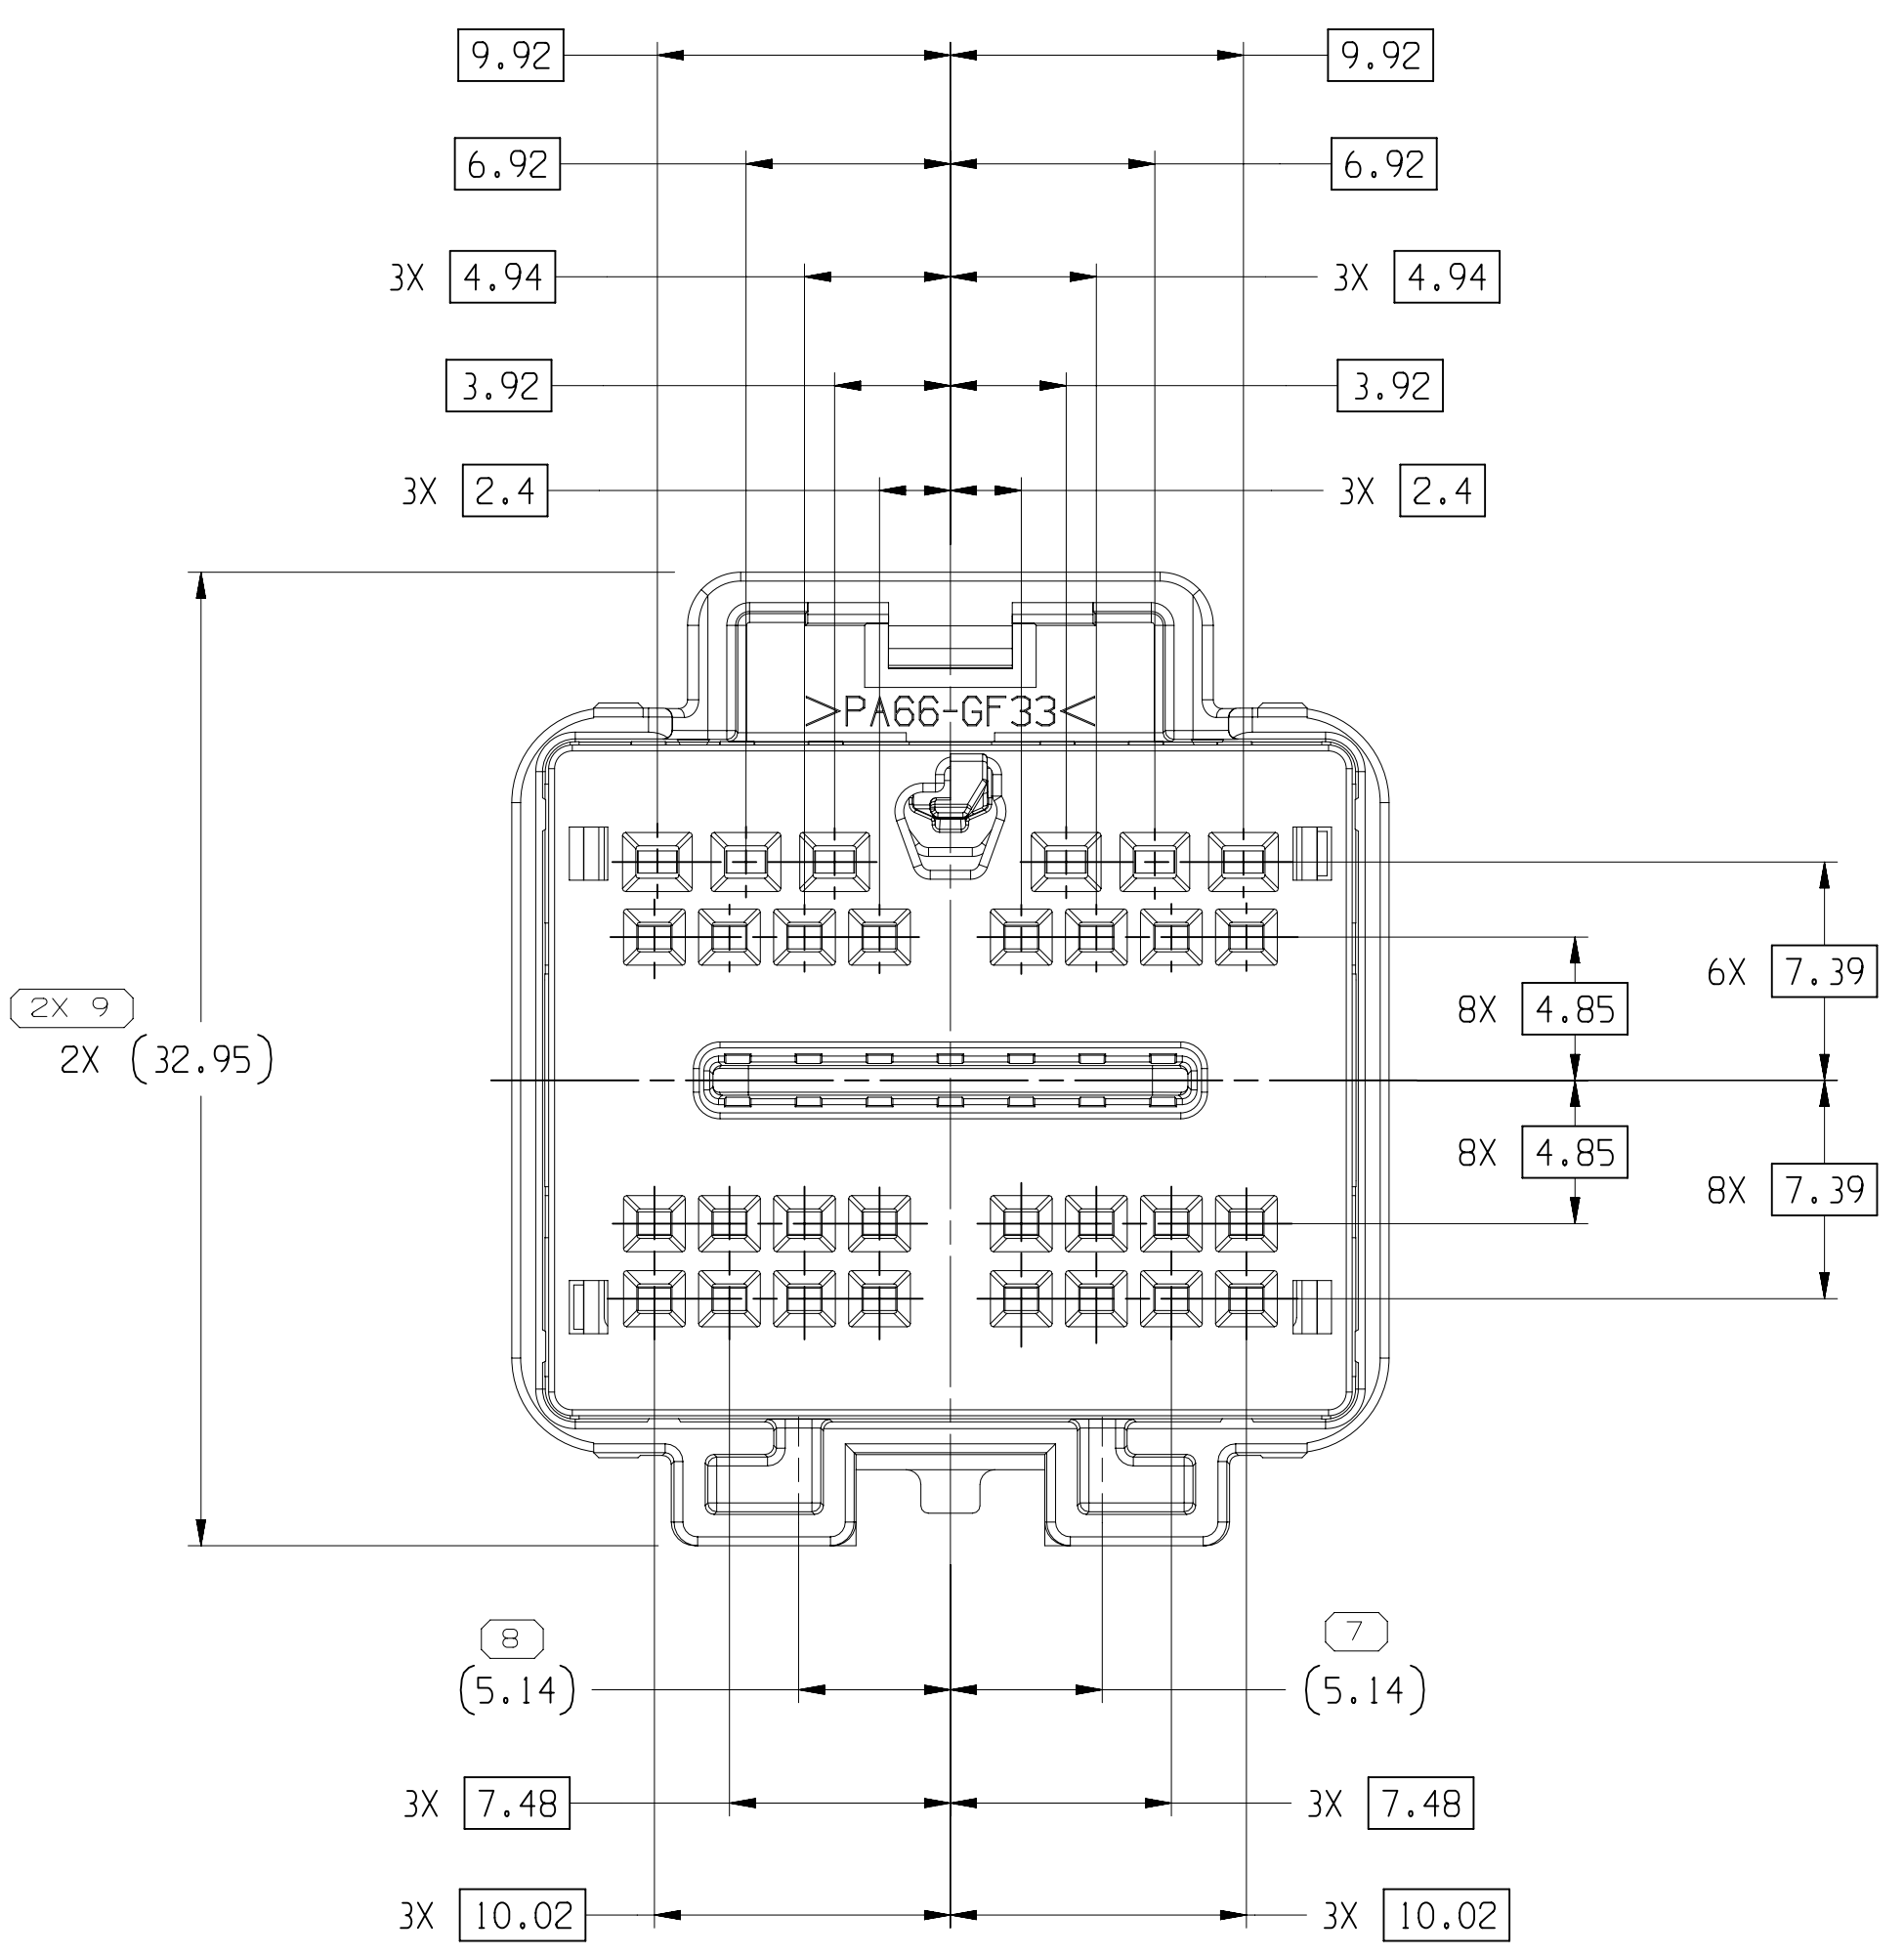 9.92 9.92
6.92 6.92
3X 4.94 3X 4.94
3.92 3.92
3X 2.4 3X 2.4
>PA66-GF33<
6X 7.39
2X 9
8X 4.85
2X (32.95)
8X 4.85
8X 7.39
8 7
(5.14) (5.14)
3X 7.48 3X 7.48
3X 10.02 3X 10.02